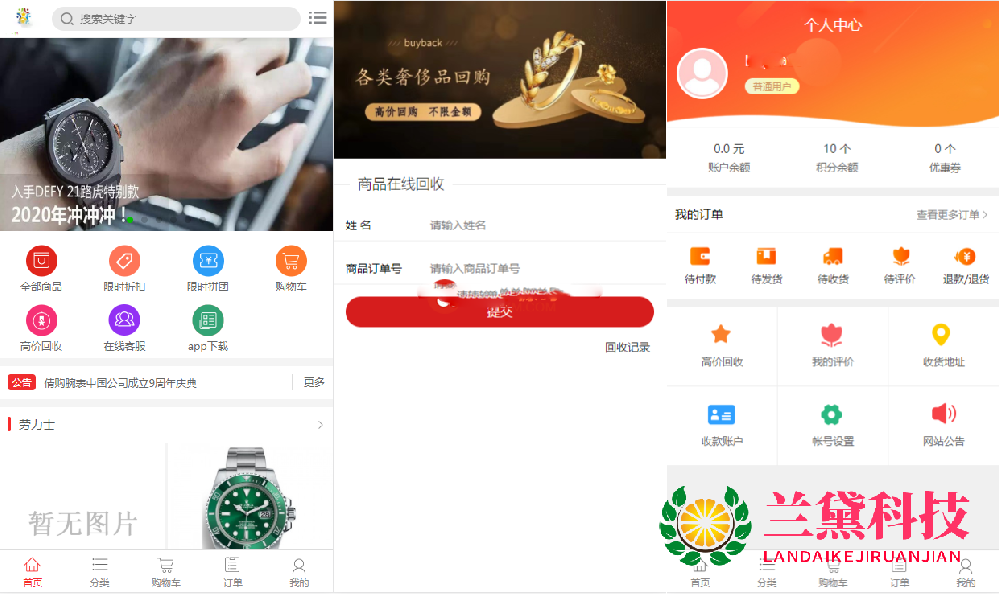 搜索关键字
入手DEFY 21路虎特别款
2020年冲冲冲！
全部商品
限时折扣
限时拼团
购物车
高价回收
在线客服
app下载
公告
倩购腕表中国公司成立9周年庆典
更多
劳力士
暂无图片
首页
分类
购物车
订单
我的
buyback
各类奢侈品回购
高价回购 不限金额
商品在线回收
姓 名
请输入姓名
商品订单号
请输入商品订单号
提交
回收记录
个人中心
普通用户
0.0 元
10 个
0 个
账户余额
积分余额
优惠券
我的订单
查看更多订单
待付款
待发货
待收货
待评价
退款/退货
高价回收
我的评价
收货地址
收款账户
帐号设置
网站公告
兰黛科技
LANDAIKEJIRUANJIAN
首页
分类
购物车
订单
我的